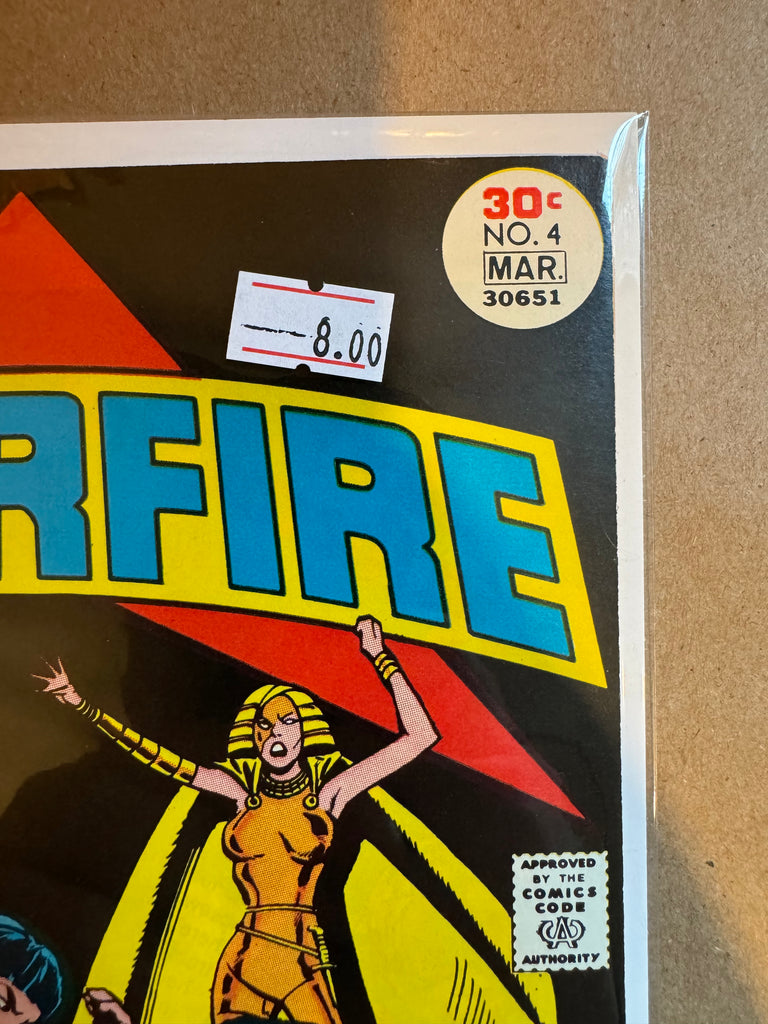 30¢
NO. 4
MAR.
30651
8.00
RFIRE
APPROVED
BY THE
COMICS
CODE
CA
AUTHORITY